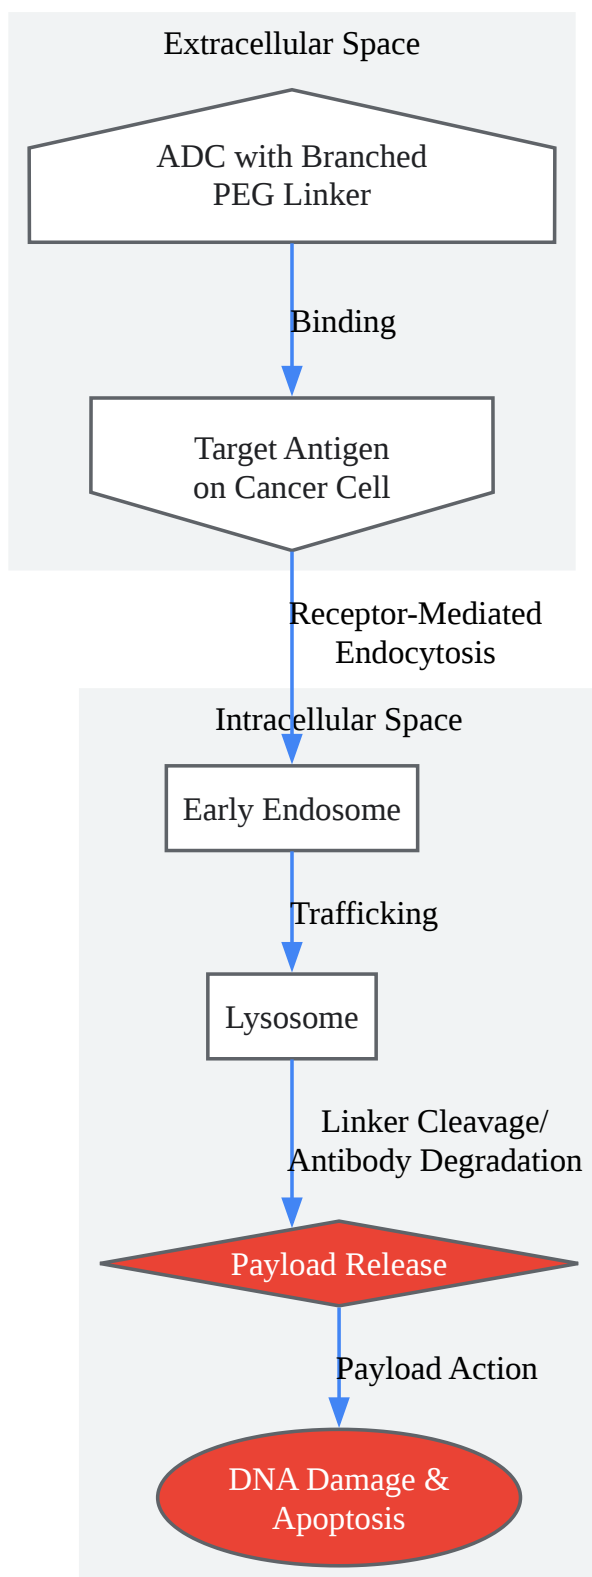 Extracellular Space
ADC with Branched
PEG Linker
Binding
Target Antigen
on Cancer Cell
Receptor-Mediated
Endocytosis
Intracellular Space
Early Endosome
Trafficking
Lysosome
Linker Cleavage/
Antibody Degradation
Payload Release
Payload Action
DNA Damage &
Apoptosis